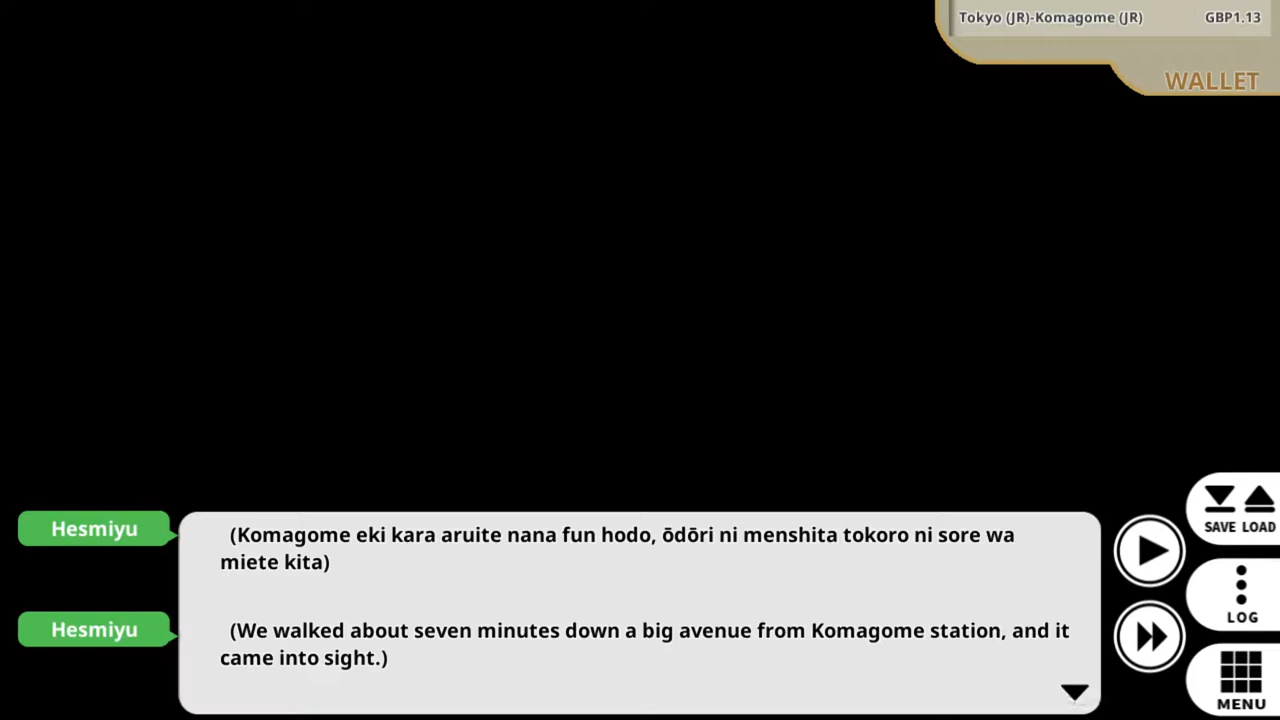 Tokyo (JR)-Komagome (JR) GBP1.13
WALLET
Hesmiyu
(Komagome eki kara aruite nana fun hodo, ōdōri ni menshita tokoro ni sore wa
miete kita)
Hesmiyu
(We walked about seven minutes down a big avenue from Komagome station, and it
came into sight.)
SAVE LOAD
LOG
MENU